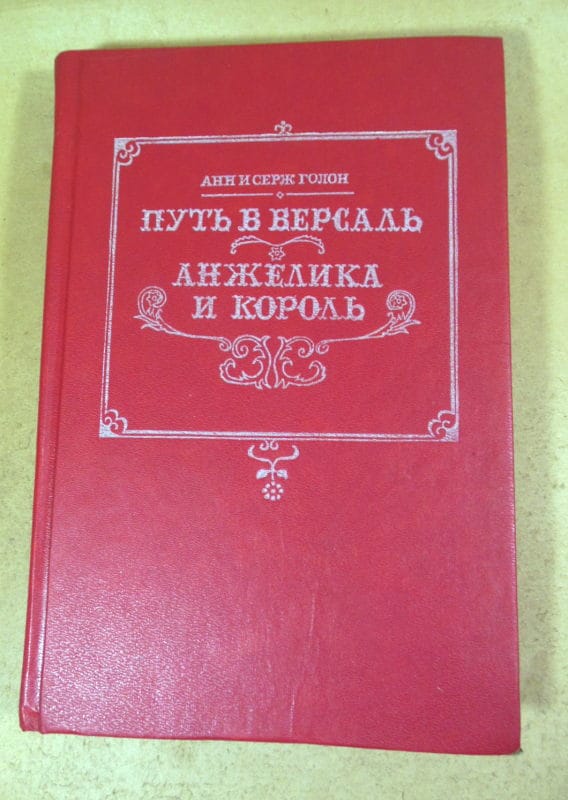 АНН И СЕРЖ ГОЛОН
ПУТЬ В ВЕРСАЛЬ
АНЖЕЛИКА
И КОРОЛЬ